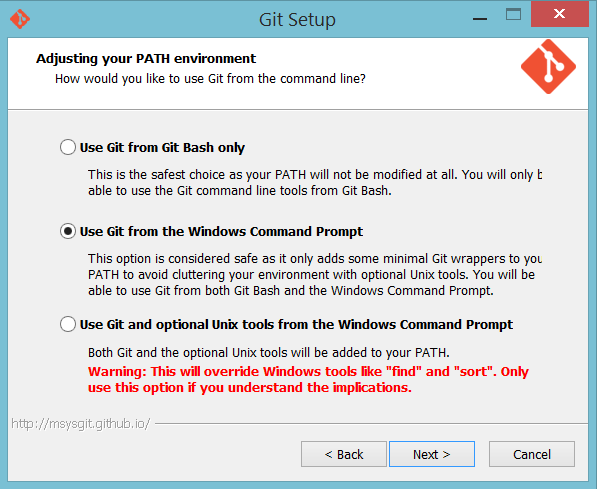 Git Setup
Adjusting your PATH environment
How would you like to use Git from the command line?
Use Git from Git Bash only
This is the safest choice as your PATH will not be modified at all. You will only b
able to use the Git command line tools from Git Bash.
Use Git from the Windows Command Prompt
This option is considered safe as it only adds some minimal Git wrappers to you
PATH to avoid cluttering your environment with optional Unix tools. You will be
able to use Git from both Git Bash and the Windows Command Prompt.
Use Git and optional Unix tools from the Windows Command Prompt
Both Git and the optional Unix tools will be added to your PATH.
Warning: This will override Windows tools like "find" and "sort". Only
use this option if you understand the implications.
http://msysgit.github.io/
< Back Next > Cancel